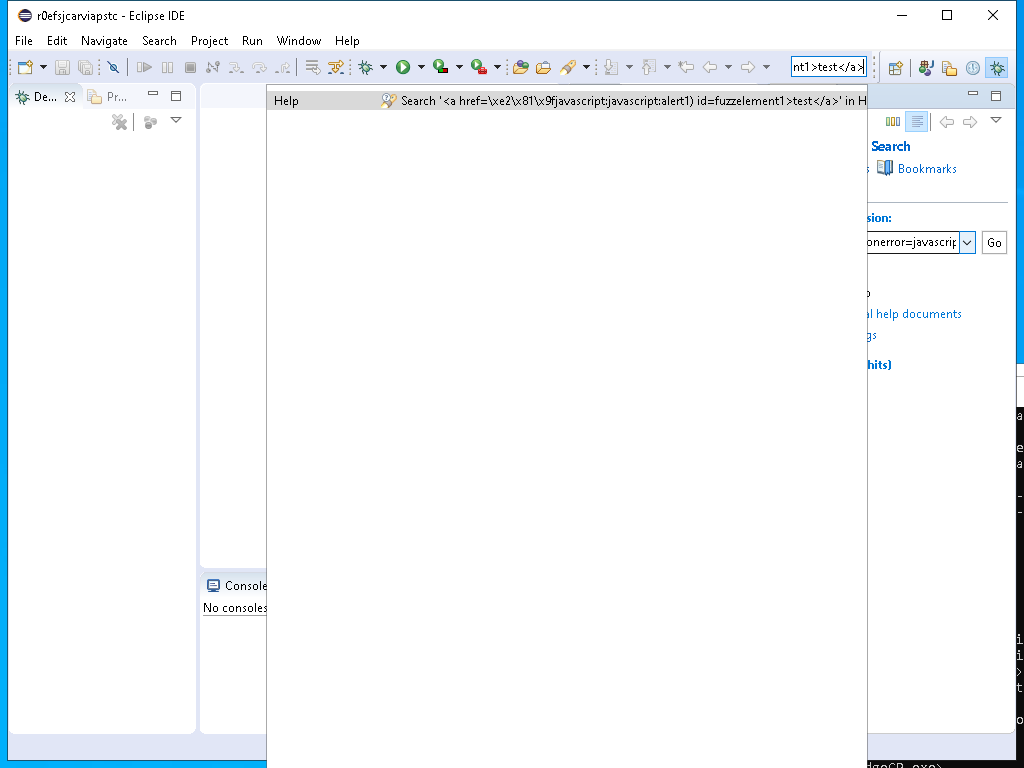 r0efsjcarviapstc - Eclipse IDE
File Edit Navigate Search Project Run Window Help
nt1>test</a>
De... Pr...
Help Search '<a href=\xe2\x81\x9fjavascript:javascript:alert1) id=fuzzelement1>test</a>' in H
Search
Bookmarks
sion:
onerror=javascrip Go
al help documents
gs
hits)
Console
No consoles
dgeCP.exe>